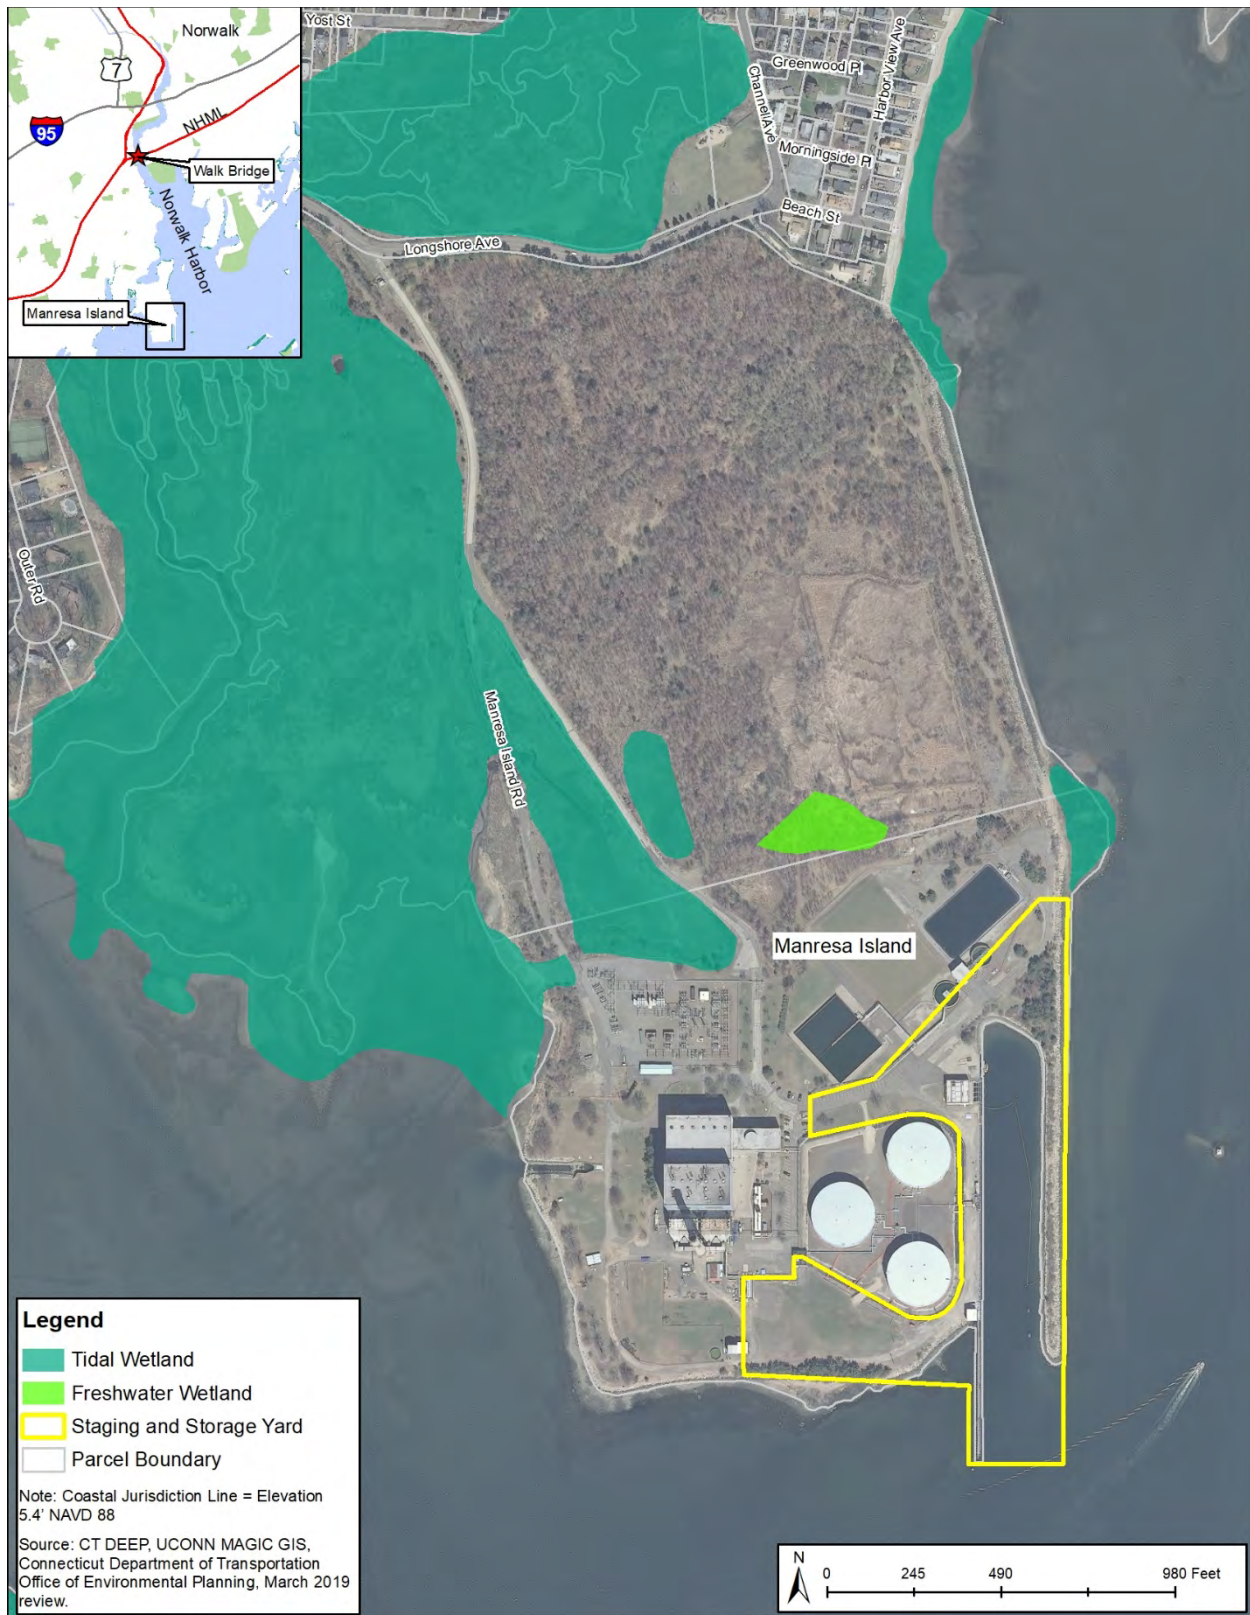 Norwalk
7
95
NHML
Walk Bridge
Norwalk Harbor
Manresa Island
Yost St
Greenwood Pl
Harbor View Ave
Channel Ave
Morningside Pl
Beach St
Longshore Ave
Outer Rd
Manresa Island Rd
Manresa Island
Legend
Tidal Wetland
Freshwater Wetland
Staging and Storage Yard
Parcel Boundary
Note: Coastal Jurisdiction Line = Elevation
5.4' NAVD 88
Source: CT DEEP, UCONN MAGIC GIS,
Connecticut Department of Transportation
Office of Environmental Planning, March 2019
review.
N
0 245 490 980 Feet